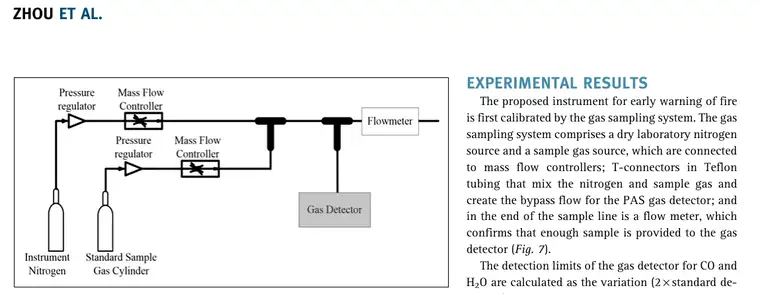 ZHOU ET AL.
Pressure
regulator
Mass Flow
Controller
Flowmeter
Pressure
regulator
Mass Flow
Controller
Gas Detector
Instrument
Nitrogen
Standard Sample
Gas Cylinder
EXPERIMENTAL RESULTS
The proposed instrument for early warning of fire
is first calibrated by the gas sampling system. The gas
sampling system comprises a dry laboratory nitrogen
source and a sample gas source, which are connected
to mass flow controllers; T-connectors in Teflon
tubing that mix the nitrogen and sample gas and
create the bypass flow for the PAS gas detector; and
in the end of the sample line is a flow meter, which
confirms that enough sample is provided to the gas
detector (Fig. 7).
The detection limits of the gas detector for CO and
H₂O are calculated as the variation (2×standard de-